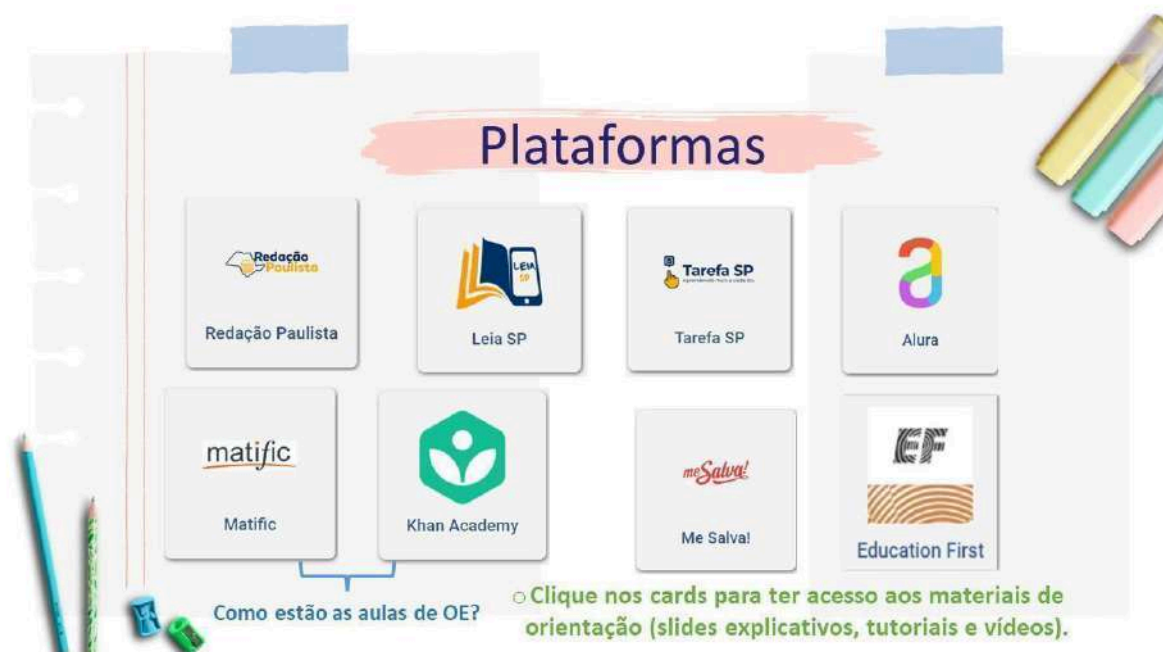 Plataformas
Redação
Paulista
Redação Paulista
LEIA
SP
Leia SP
Tarefa SP
Tarefa SP
a
Alura
matific
Matific
Khan Academy
me Salva!
Me Salva!
EF
Education First
Como estão as aulas de OE?
○ Clique nos cards para ter acesso aos materiais de
orientação (slides explicativos, tutoriais e vídeos).